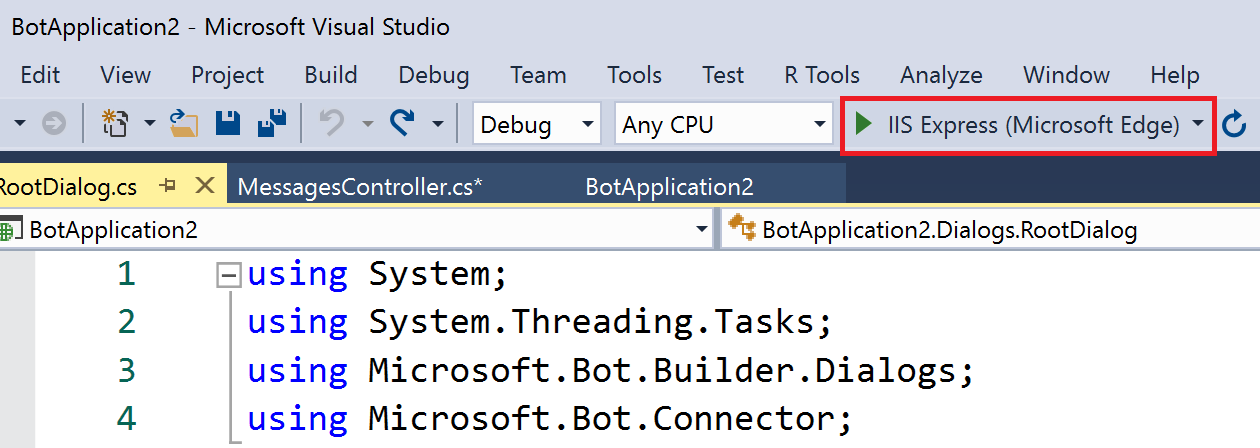 BotApplication2 - Microsoft Visual Studio
Edit View Project Build Debug Team Tools Test R Tools Analyze Window Help
Debug Any CPU IIS Express (Microsoft Edge)
RootDialog.cs MessagesController.cs* BotApplication2
BotApplication2 BotApplication2.Dialogs.RootDialog
1 using System;
2 using System.Threading.Tasks;
3 using Microsoft.Bot.Builder.Dialogs;
4 using Microsoft.Bot.Connector;